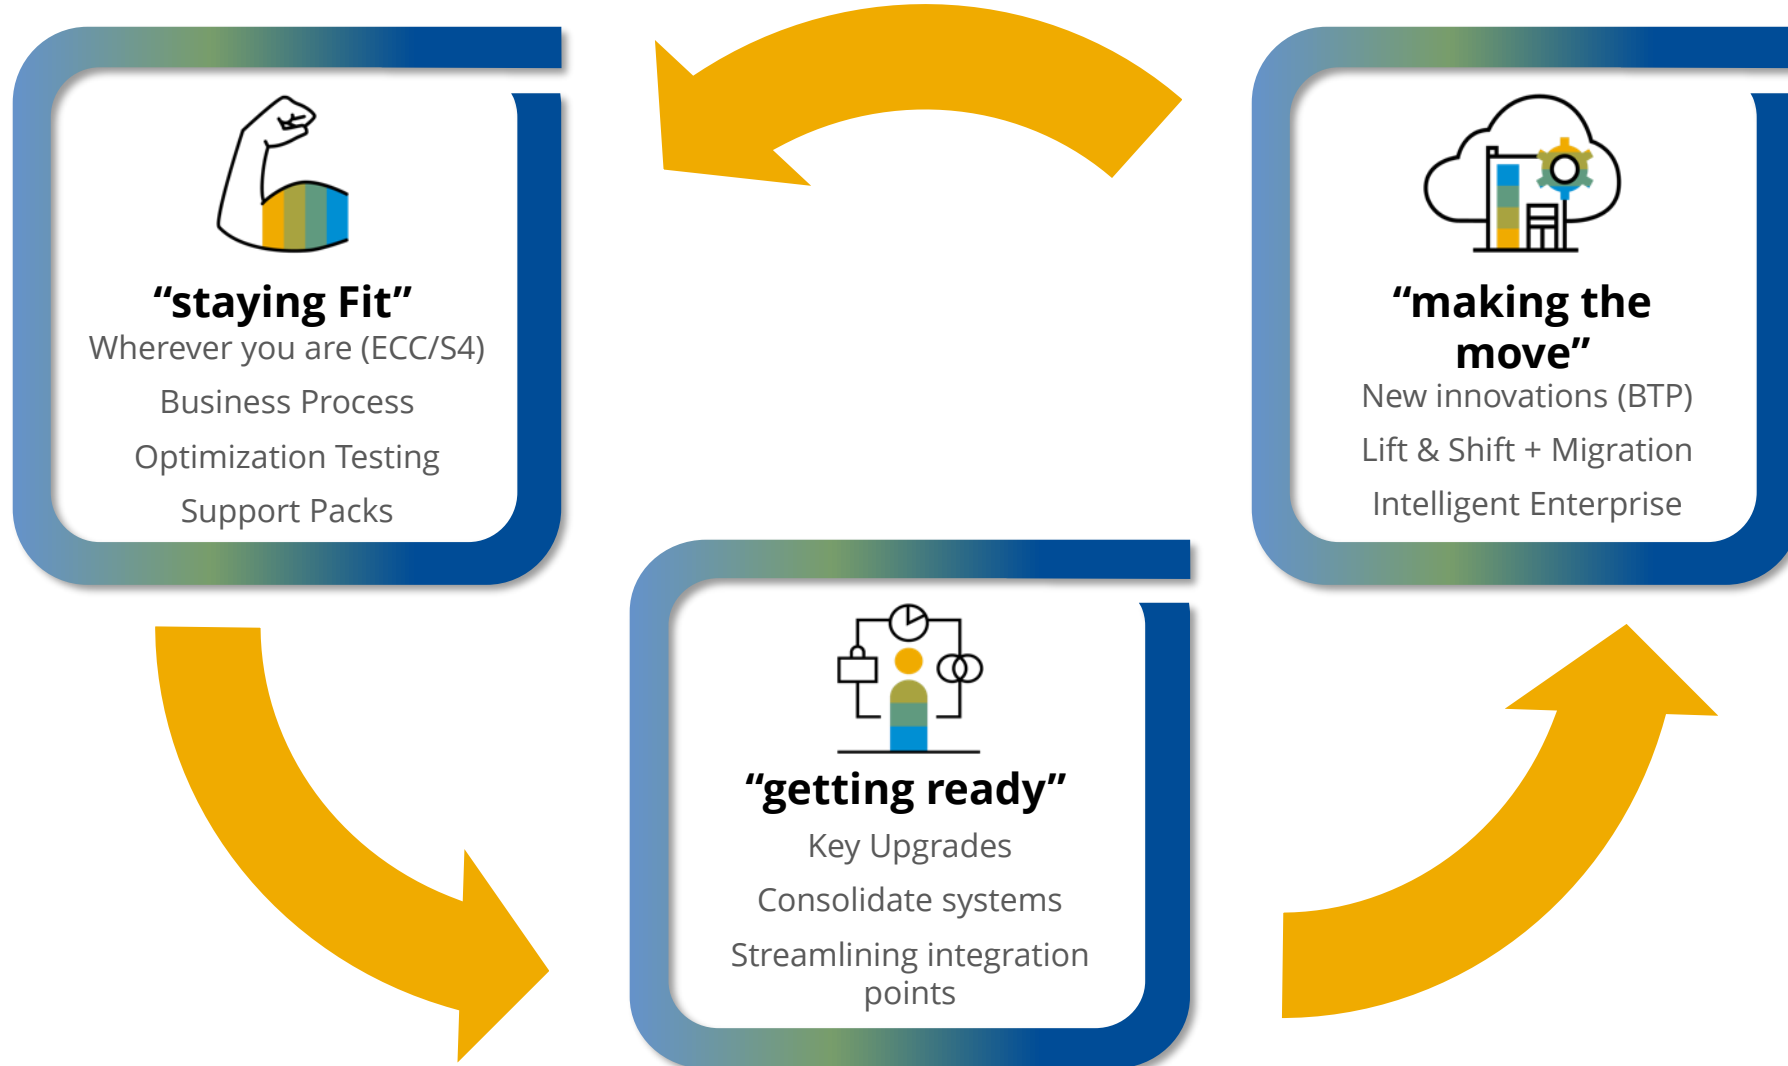 “staying Fit”
Wherever you are (ECC/S4)
Business Process
Optimization Testing
Support Packs
“getting ready”
Key Upgrades
Consolidate systems
Streamlining integration
points
“making the
move”
New innovations (BTP)
Lift & Shift + Migration
Intelligent Enterprise